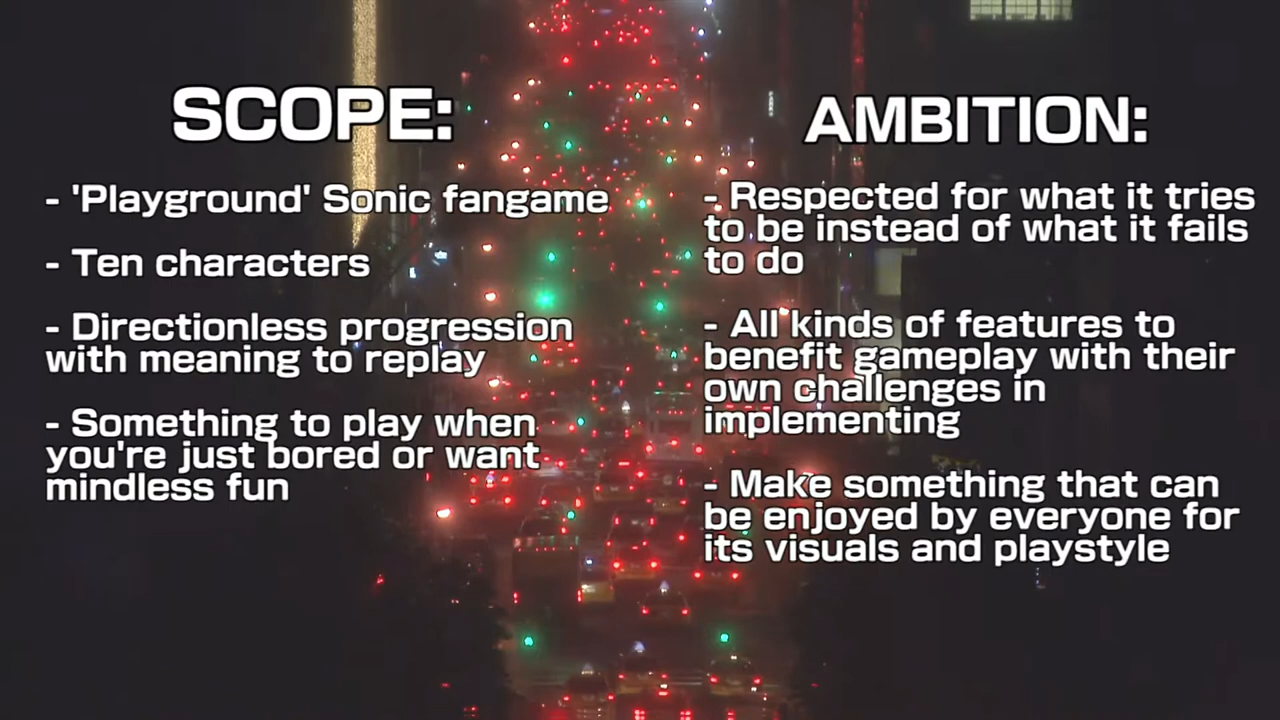 SCOPE:
- 'Playground' Sonic fangame
- Ten characters
- Directionless progression
with meaning to replay
- Something to play when
you're just bored or want
mindless fun
AMBITION:
- Respected for what it tries
to be instead of what it fails
to do
- All kinds of features to
benefit gameplay with their
own challenges in
implementing
- Make something that can
be enjoyed by everyone for
its visuals and playstyle